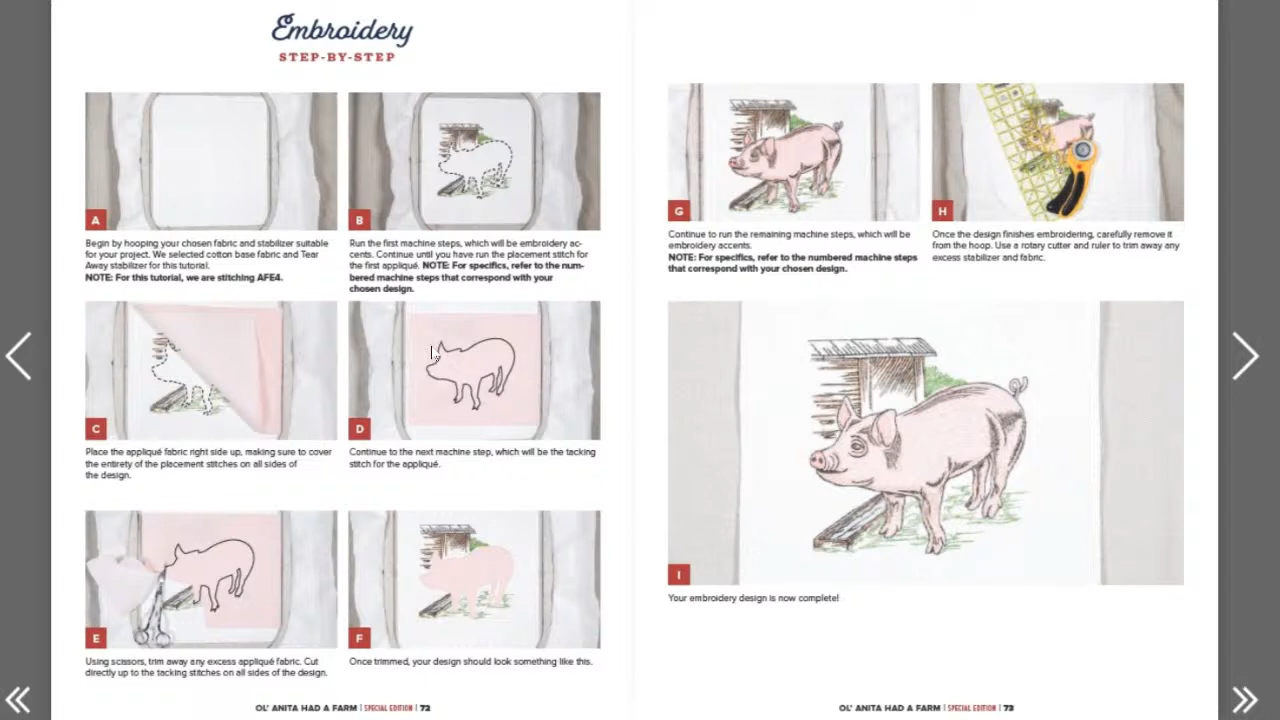 Embroidery
STEP-BY-STEP
A
Begin by hooping your chosen fabric and stabilizer suitable
for your project. We selected cotton base fabric and Tear
Away stabilizer for this tutorial.
NOTE: For this tutorial, we are stitching AFE4.
B
Run the first machine steps, which will be embroidery ac-
cents. Continue until you have run the placement stitch for
the first appliqué. NOTE: For specifics, refer to the num-
bered machine steps that correspond with your
chosen design.
C
Place the appliqué fabric right side up, making sure to cover
the entirety of the placement stitches on all sides of
the design.
D
Continue to the next machine step, which will be the tacking
stitch for the appliqué.
E
Using scissors, trim away any excess appliqué fabric. Cut
directly up to the tacking stitches on all sides of the design.
F
Once trimmed, your design should look something like this.
OL' ANITA HAD A FARM | SPECIAL EDITION | 72
G
Continue to run the remaining machine steps, which will be
embroidery accents.
NOTE: For specifics, refer to the numbered machine steps
that correspond with your chosen design.
H
Once the design finishes embroidering, carefully remove it
from the hoop. Use a rotary cutter and ruler to trim away any
excess stabilizer and fabric.
I
Your embroidery design is now complete!
OL' ANITA HAD A FARM | SPECIAL EDITION | 73